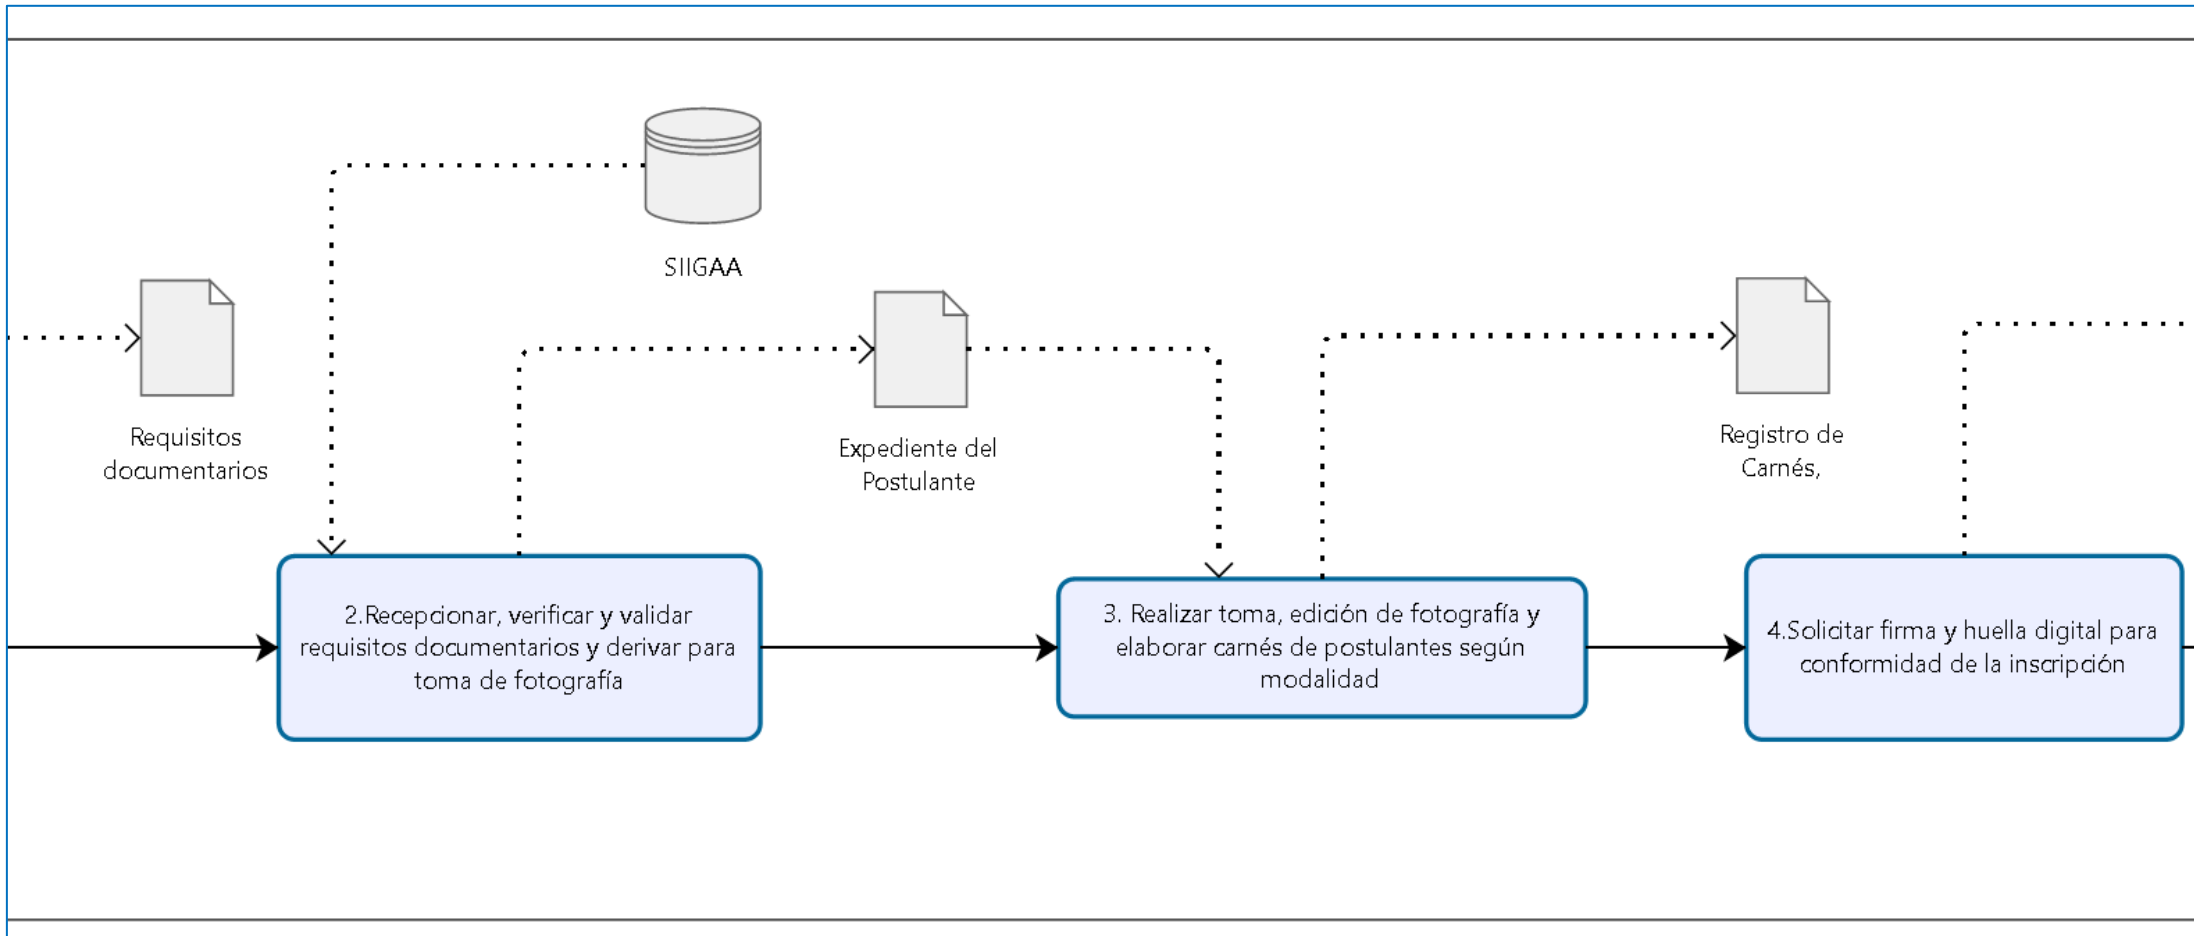 SIIGAA
Requisitos
documentarios
Expediente del
Postulante
Registro de
Carnés,
2.Recepcionar, verificar y validar
requisitos documentarios y derivar para
toma de fotografía
3. Realizar toma, edición de fotografía y
elaborar carnés de postulantes según
modalidad
4.Solicitar firma y huella digital para
conformidad de la inscripción